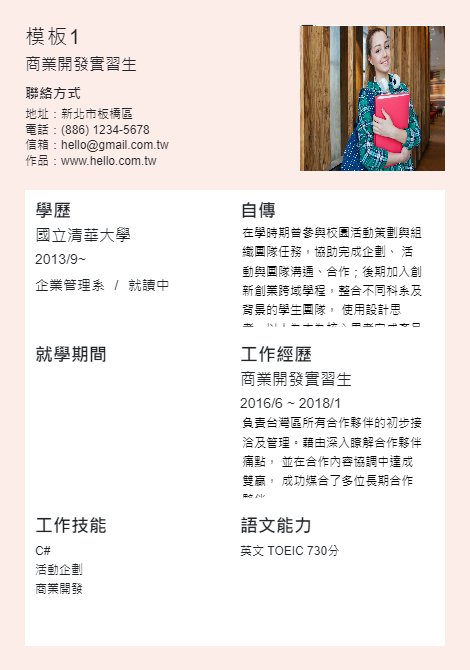 模板1
商業開發實習生
聯絡方式
地址：新北市板橋區
電話：(886) 1234-5678
信箱：hello@gmail.com.tw
作品：www.hello.com.tw
學歷
國立清華大學
2013/9~
企業管理系 / 就讀中
自傳
在學時期曾參與校園活動策劃與組
織團隊任務，協助完成企劃、 活
動與團隊溝通、合作；後期加入創
新創業跨域學程，整合不同科系及
背景的學生團隊， 使用設計思
就學期間
工作經歷
商業開發實習生
2016/6 ~ 2018/1
負責台灣區所有合作夥伴的初步接
洽及管理。藉由深入瞭解合作夥伴
痛點， 並在合作內容協調中達成
雙贏， 成功媒合了多位長期合作
工作技能
C#
活動企劃
商業開發
語文能力
英文 TOEIC 730分